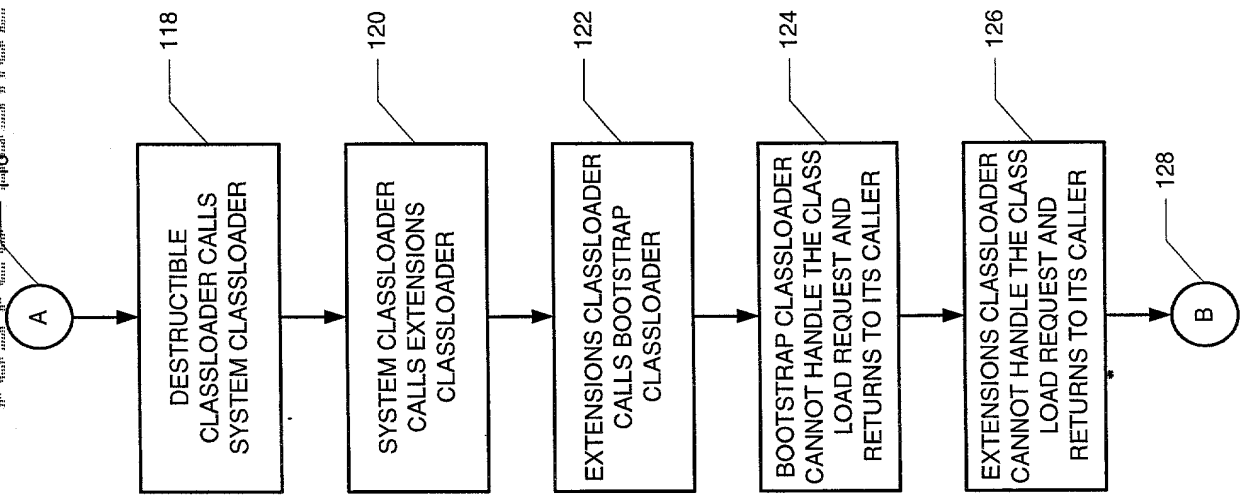 A
118
DESTRUCTIBLE
CLASSLOADER CALLS
SYSTEM CLASSLOADER
120
SYSTEM CLASSLOADER
CALLS EXTENSIONS
CLASSLOADER
122
EXTENSIONS CLASSLOADER
CALLS BOOTSTRAP
CLASSLOADER
124
BOOTSTRAP CLASSLOADER
CANNOT HANDLE THE CLASS
LOAD REQUEST AND
RETURNS TO ITS CALLER
126
EXTENSIONS CLASSLOADER
CANNOT HANDLE THE CLASS
LOAD REQUEST AND
RETURNS TO ITS CALLER
128
B